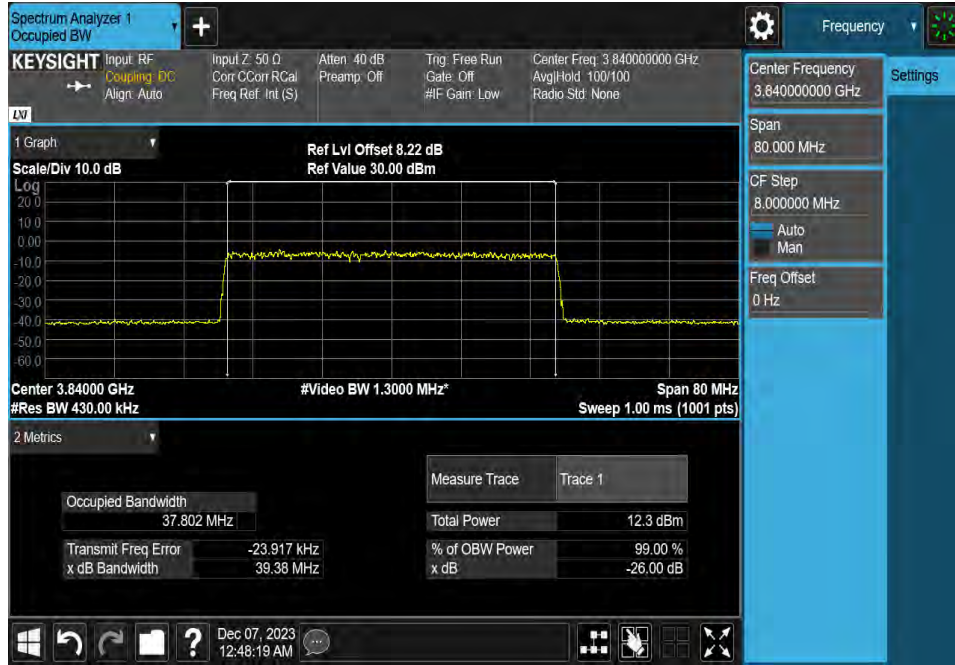 Spectrum Analyzer 1
Occupied BW
+
Frequency
KEYSIGHT
Input: RF
Coupling: DC
Align: Auto
Input Z: 50 Ω
Corr CCorr RCal
Freq Ref: Int (S)
Atten: 40 dB
Preamp: Off
Trig: Free Run
Gate: Off
#IF Gain: Low
Center Freq: 3.840000000 GHz
Avg|Hold: 100/100
Radio Std: None
LXI
Center Frequency
3.840000000 GHz
Settings
Span
80.000 MHz
CF Step
8.000000 MHz
Auto
Man
Freq Offset
0 Hz
1 Graph
Scale/Div 10.0 dB
Ref Lvl Offset 8.22 dB
Ref Value 30.00 dBm
Log
20.0
10.0
0.00
-10.0
-20.0
-30.0
-40.0
-50.0
-60.0
Center 3.84000 GHz
#Video BW 1.3000 MHz*
Span 80 MHz
#Res BW 430.00 kHz
Sweep 1.00 ms (1001 pts)
2 Metrics
Measure Trace
Trace 1
Occupied Bandwidth
37.802 MHz
Total Power
12.3 dBm
Transmit Freq Error
-23.917 kHz
% of OBW Power
99.00 %
x dB Bandwidth
39.38 MHz
x dB
-26.00 dB
?
Dec 07, 2023
12:48:19 AM